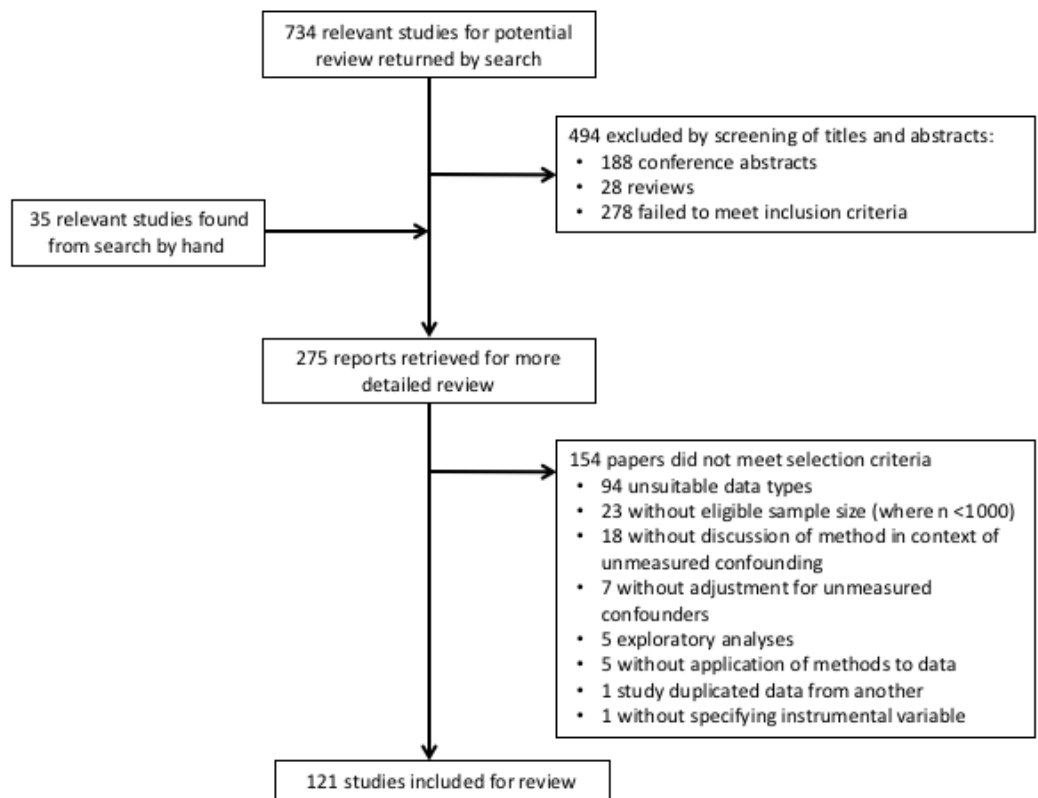 734 relevant studies for potential
review returned by search
494 excluded by screening of titles and abstracts:
• 188 conference abstracts
• 28 reviews
• 278 failed to meet inclusion criteria
35 relevant studies found
from search by hand
275 reports retrieved for more
detailed review
154 papers did not meet selection criteria
• 94 unsuitable data types
• 23 without eligible sample size (where n <1000)
• 18 without discussion of method in context of
unmeasured confounding
• 7 without adjustment for unmeasured
confounders
• 5 exploratory analyses
• 5 without application of methods to data
• 1 study duplicated data from another
• 1 without specifying instrumental variable
121 studies included for review